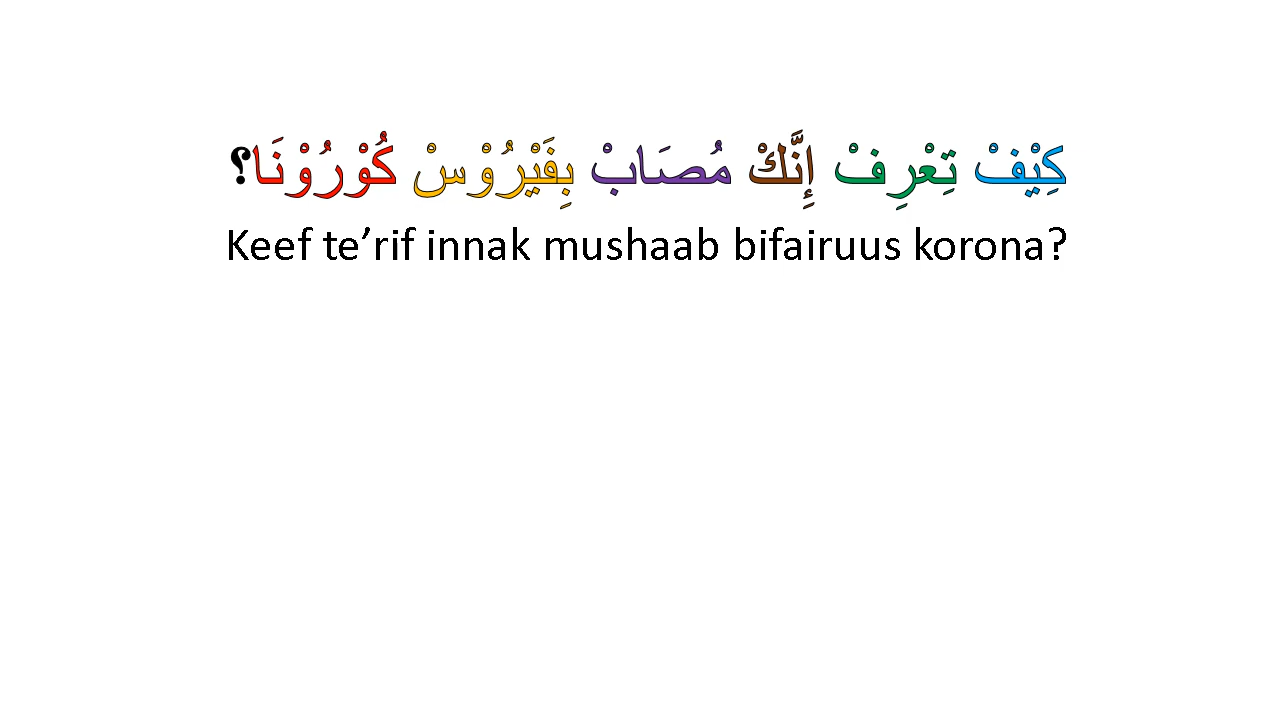 كِيْفْ تِعْرِفْ إِنَّكْ مُصَابْ بِفَيْرُوْسْ كُوْرُوْنَا؟
Keef te’rif innak mushaab bifairuus korona?